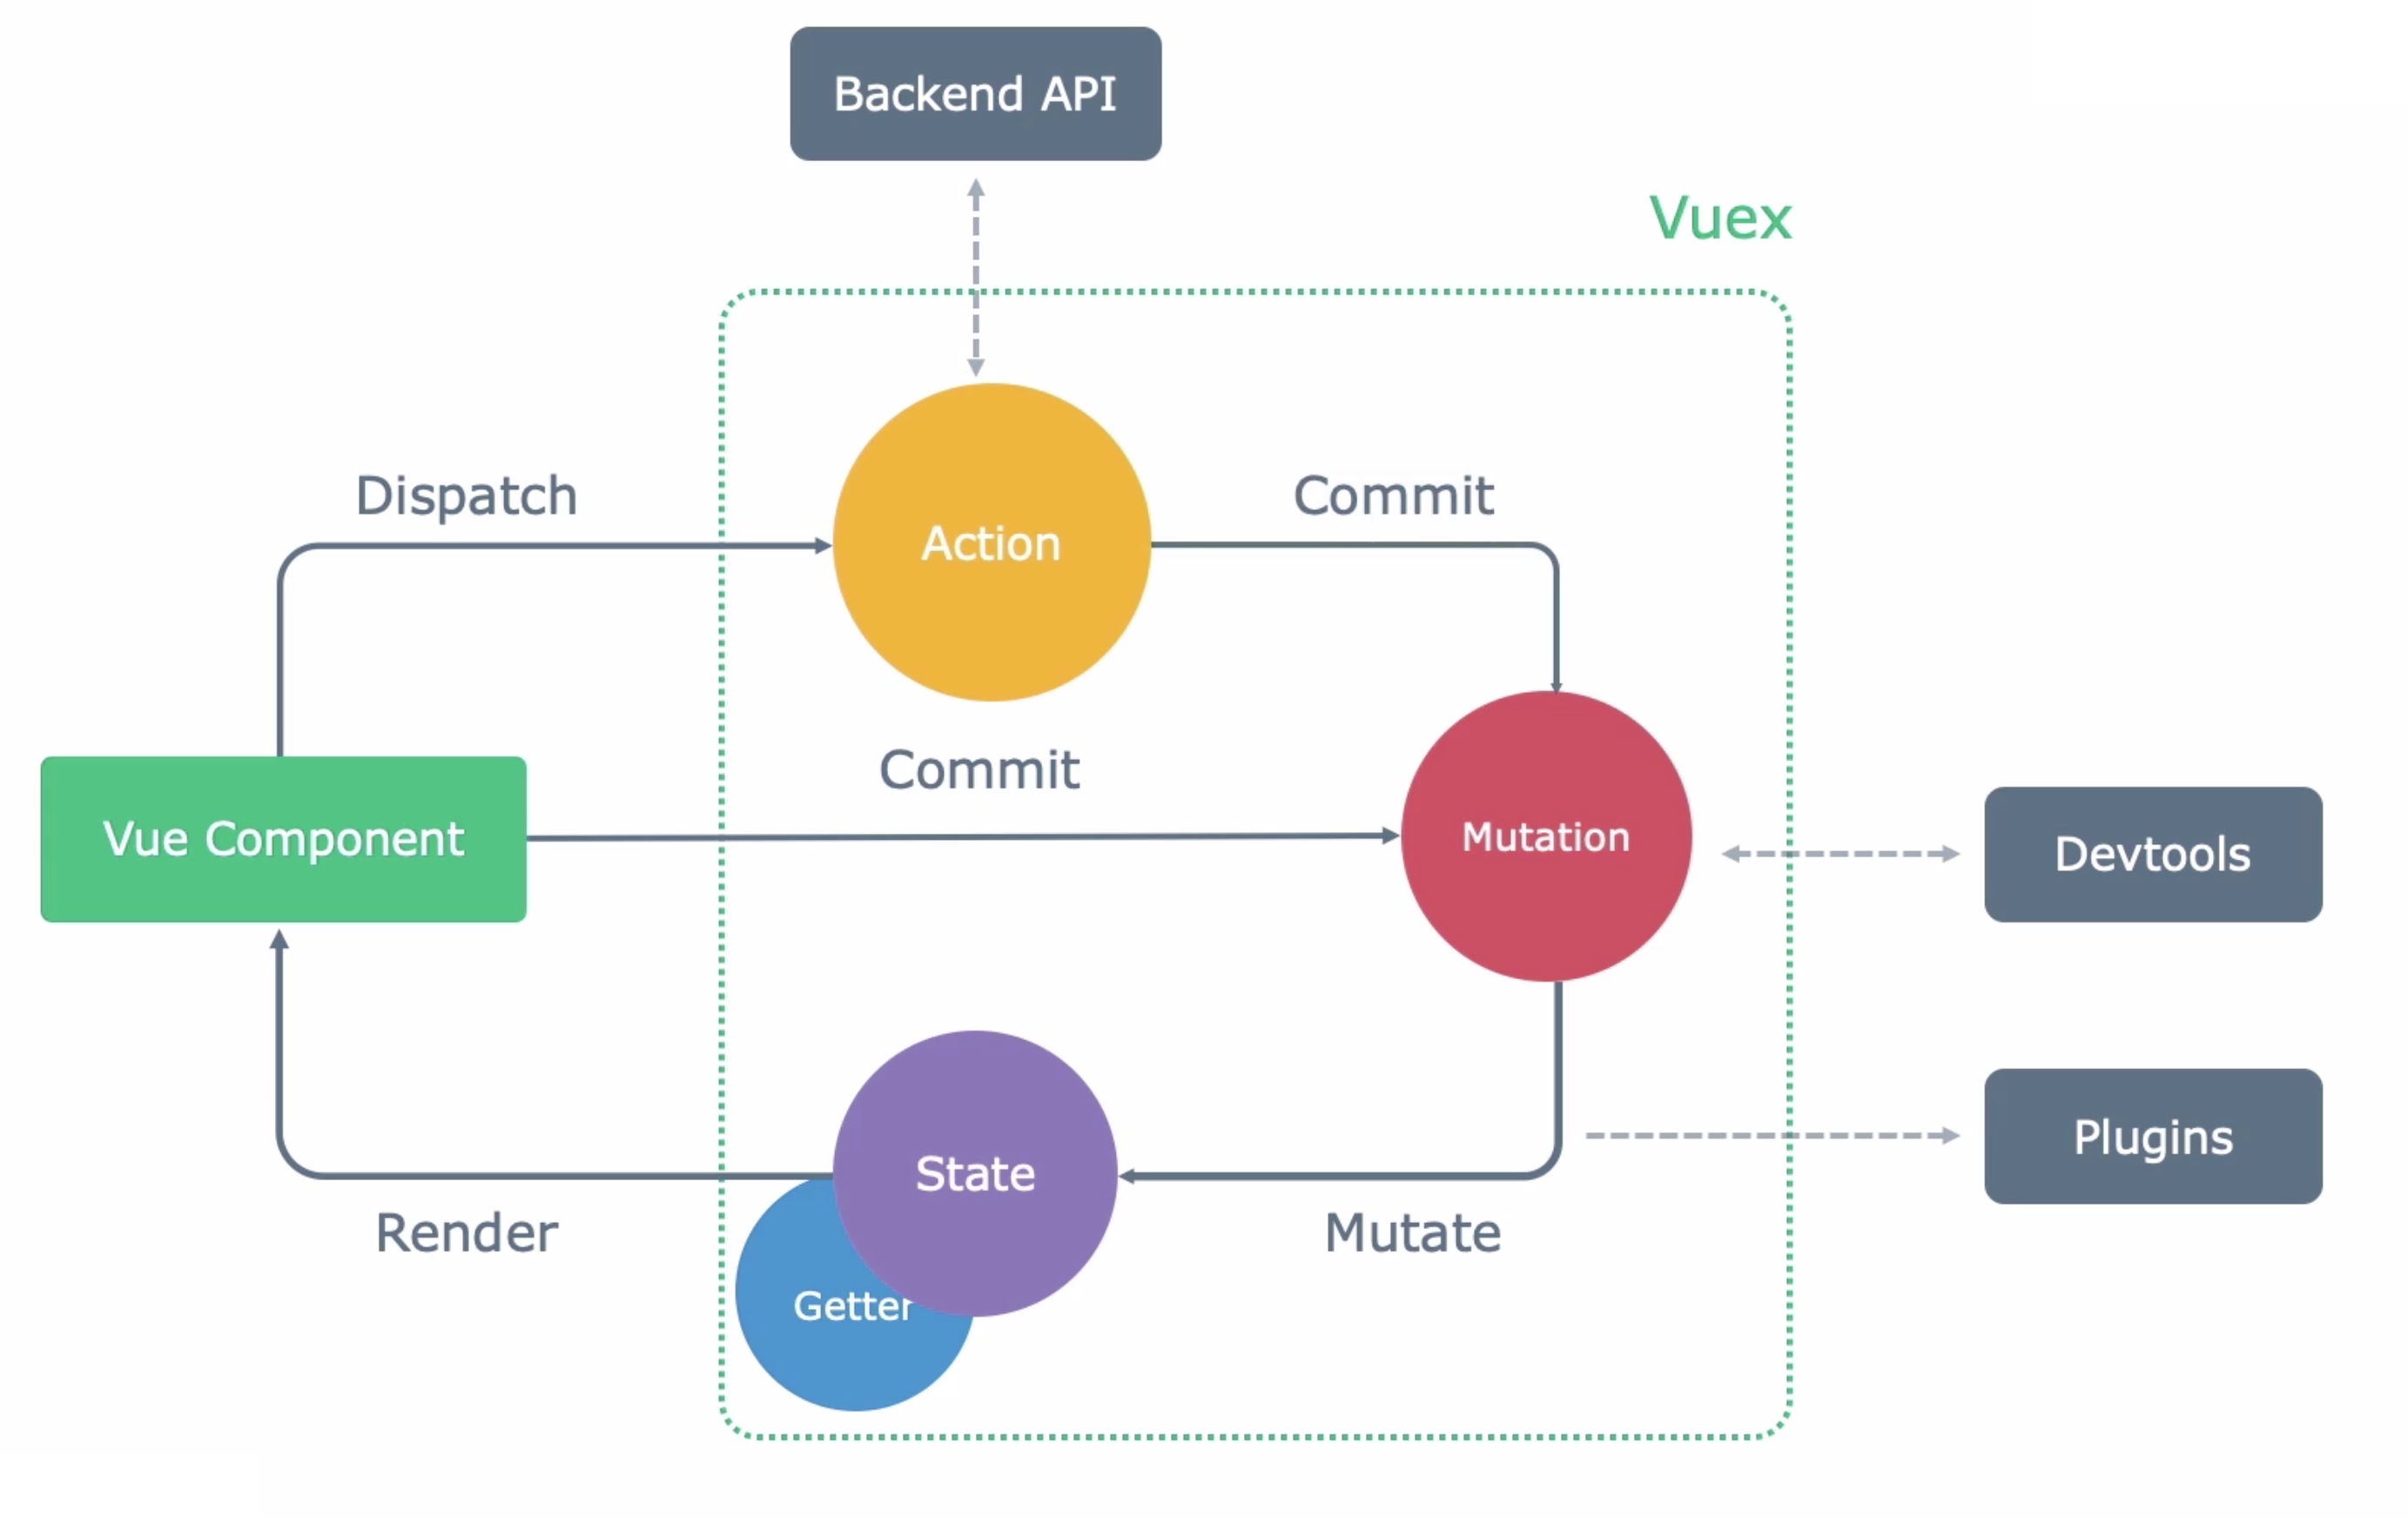 Backend API
Vuex
Dispatch
Commit
Action
Commit
Vue Component
Mutation
Devtools
Plugins
State
Render
Mutate
Getter